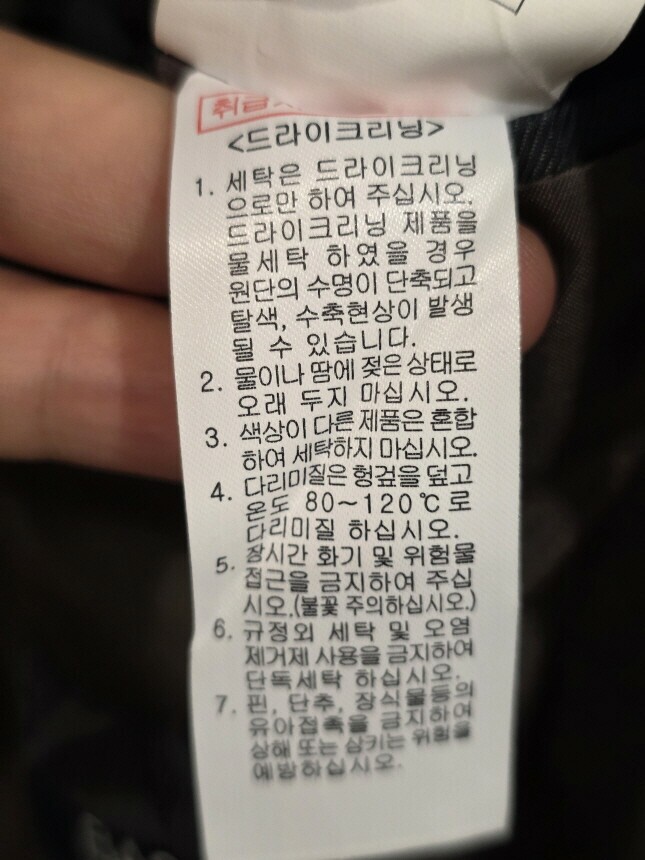 취급
<드라이크리닝>
1. 세탁은 드라이크리닝
으로만 하여 주십시오.
드라이크리닝 제품을
물세탁 하였을 경우
원단의 수명이 단축되고
탈색, 수축현상이 발생
될 수 있습니다.
2. 물이나 땀에 젖은 상태로
오래 두지 마십시오.
3. 색상이 다른 제품은 혼합
하여 세탁하지 마십시오.
4. 다리미질은 헝겊을 덮고
온도 80~120℃로
다리미질 하십시오.
5. 장시간 화기 및 위험물
접근을 금지하여 주십
시오.(불꽃 주의하십시오.)
6. 규정외 세탁 및 오염
제거제 사용을 금지하여
단독세탁 하십시오.
7. 핀, 단추, 장식물등의
유아접촉을 금지하여
상해 또는 삼키는 위험을
예방하십시오.